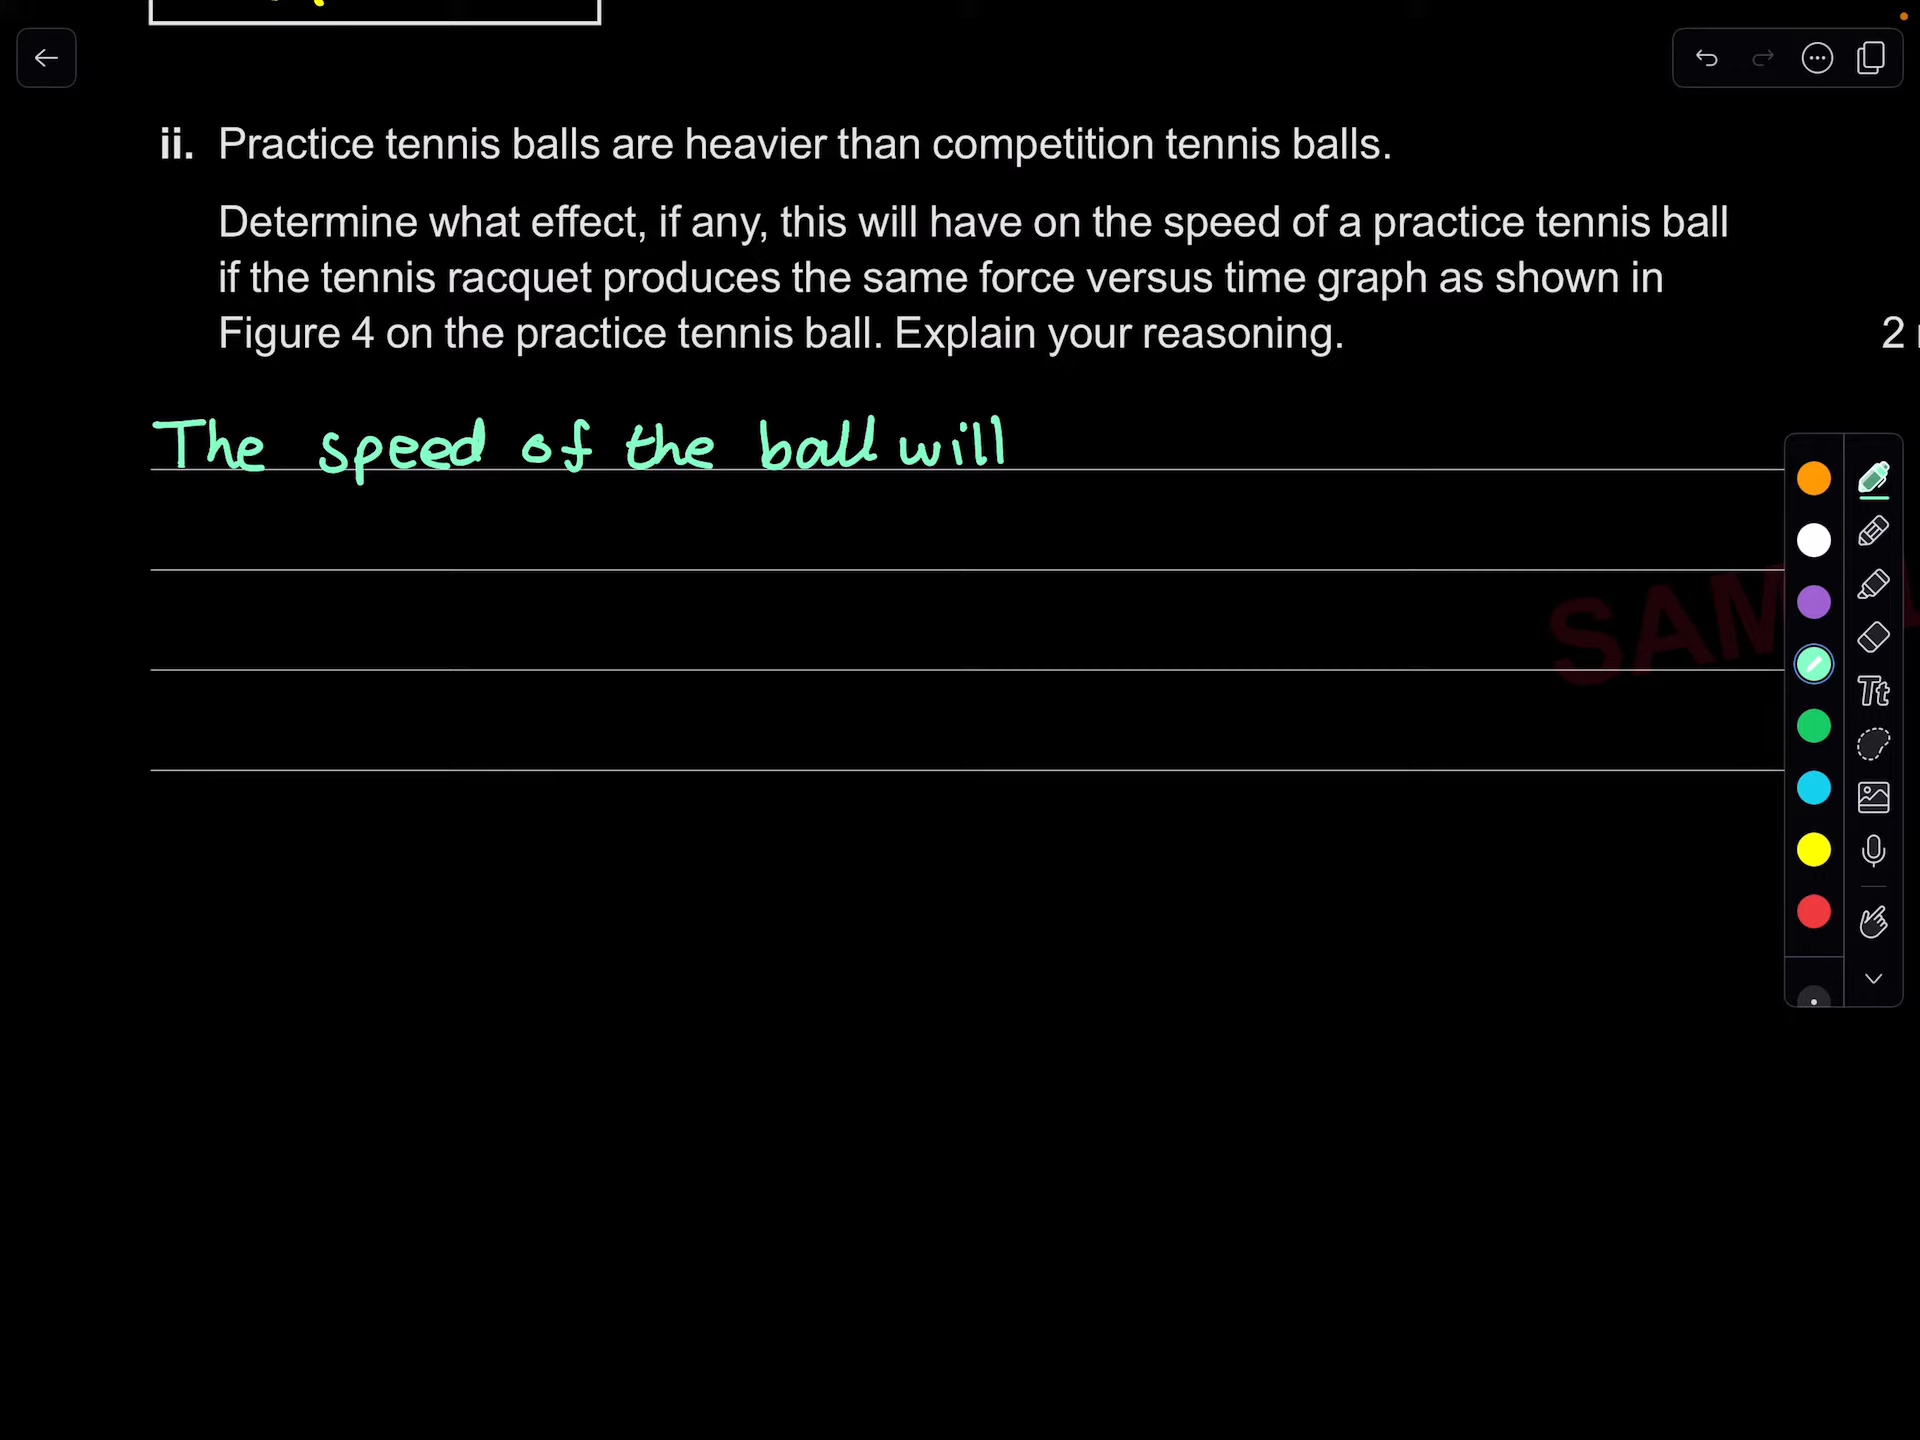 ii. Practice tennis balls are heavier than competition tennis balls.
Determine what effect, if any, this will have on the speed of a practice tennis ball
if the tennis racquet produces the same force versus time graph as shown in
Figure 4 on the practice tennis ball. Explain your reasoning.
2
The speed of the ball will
SAM
Tt